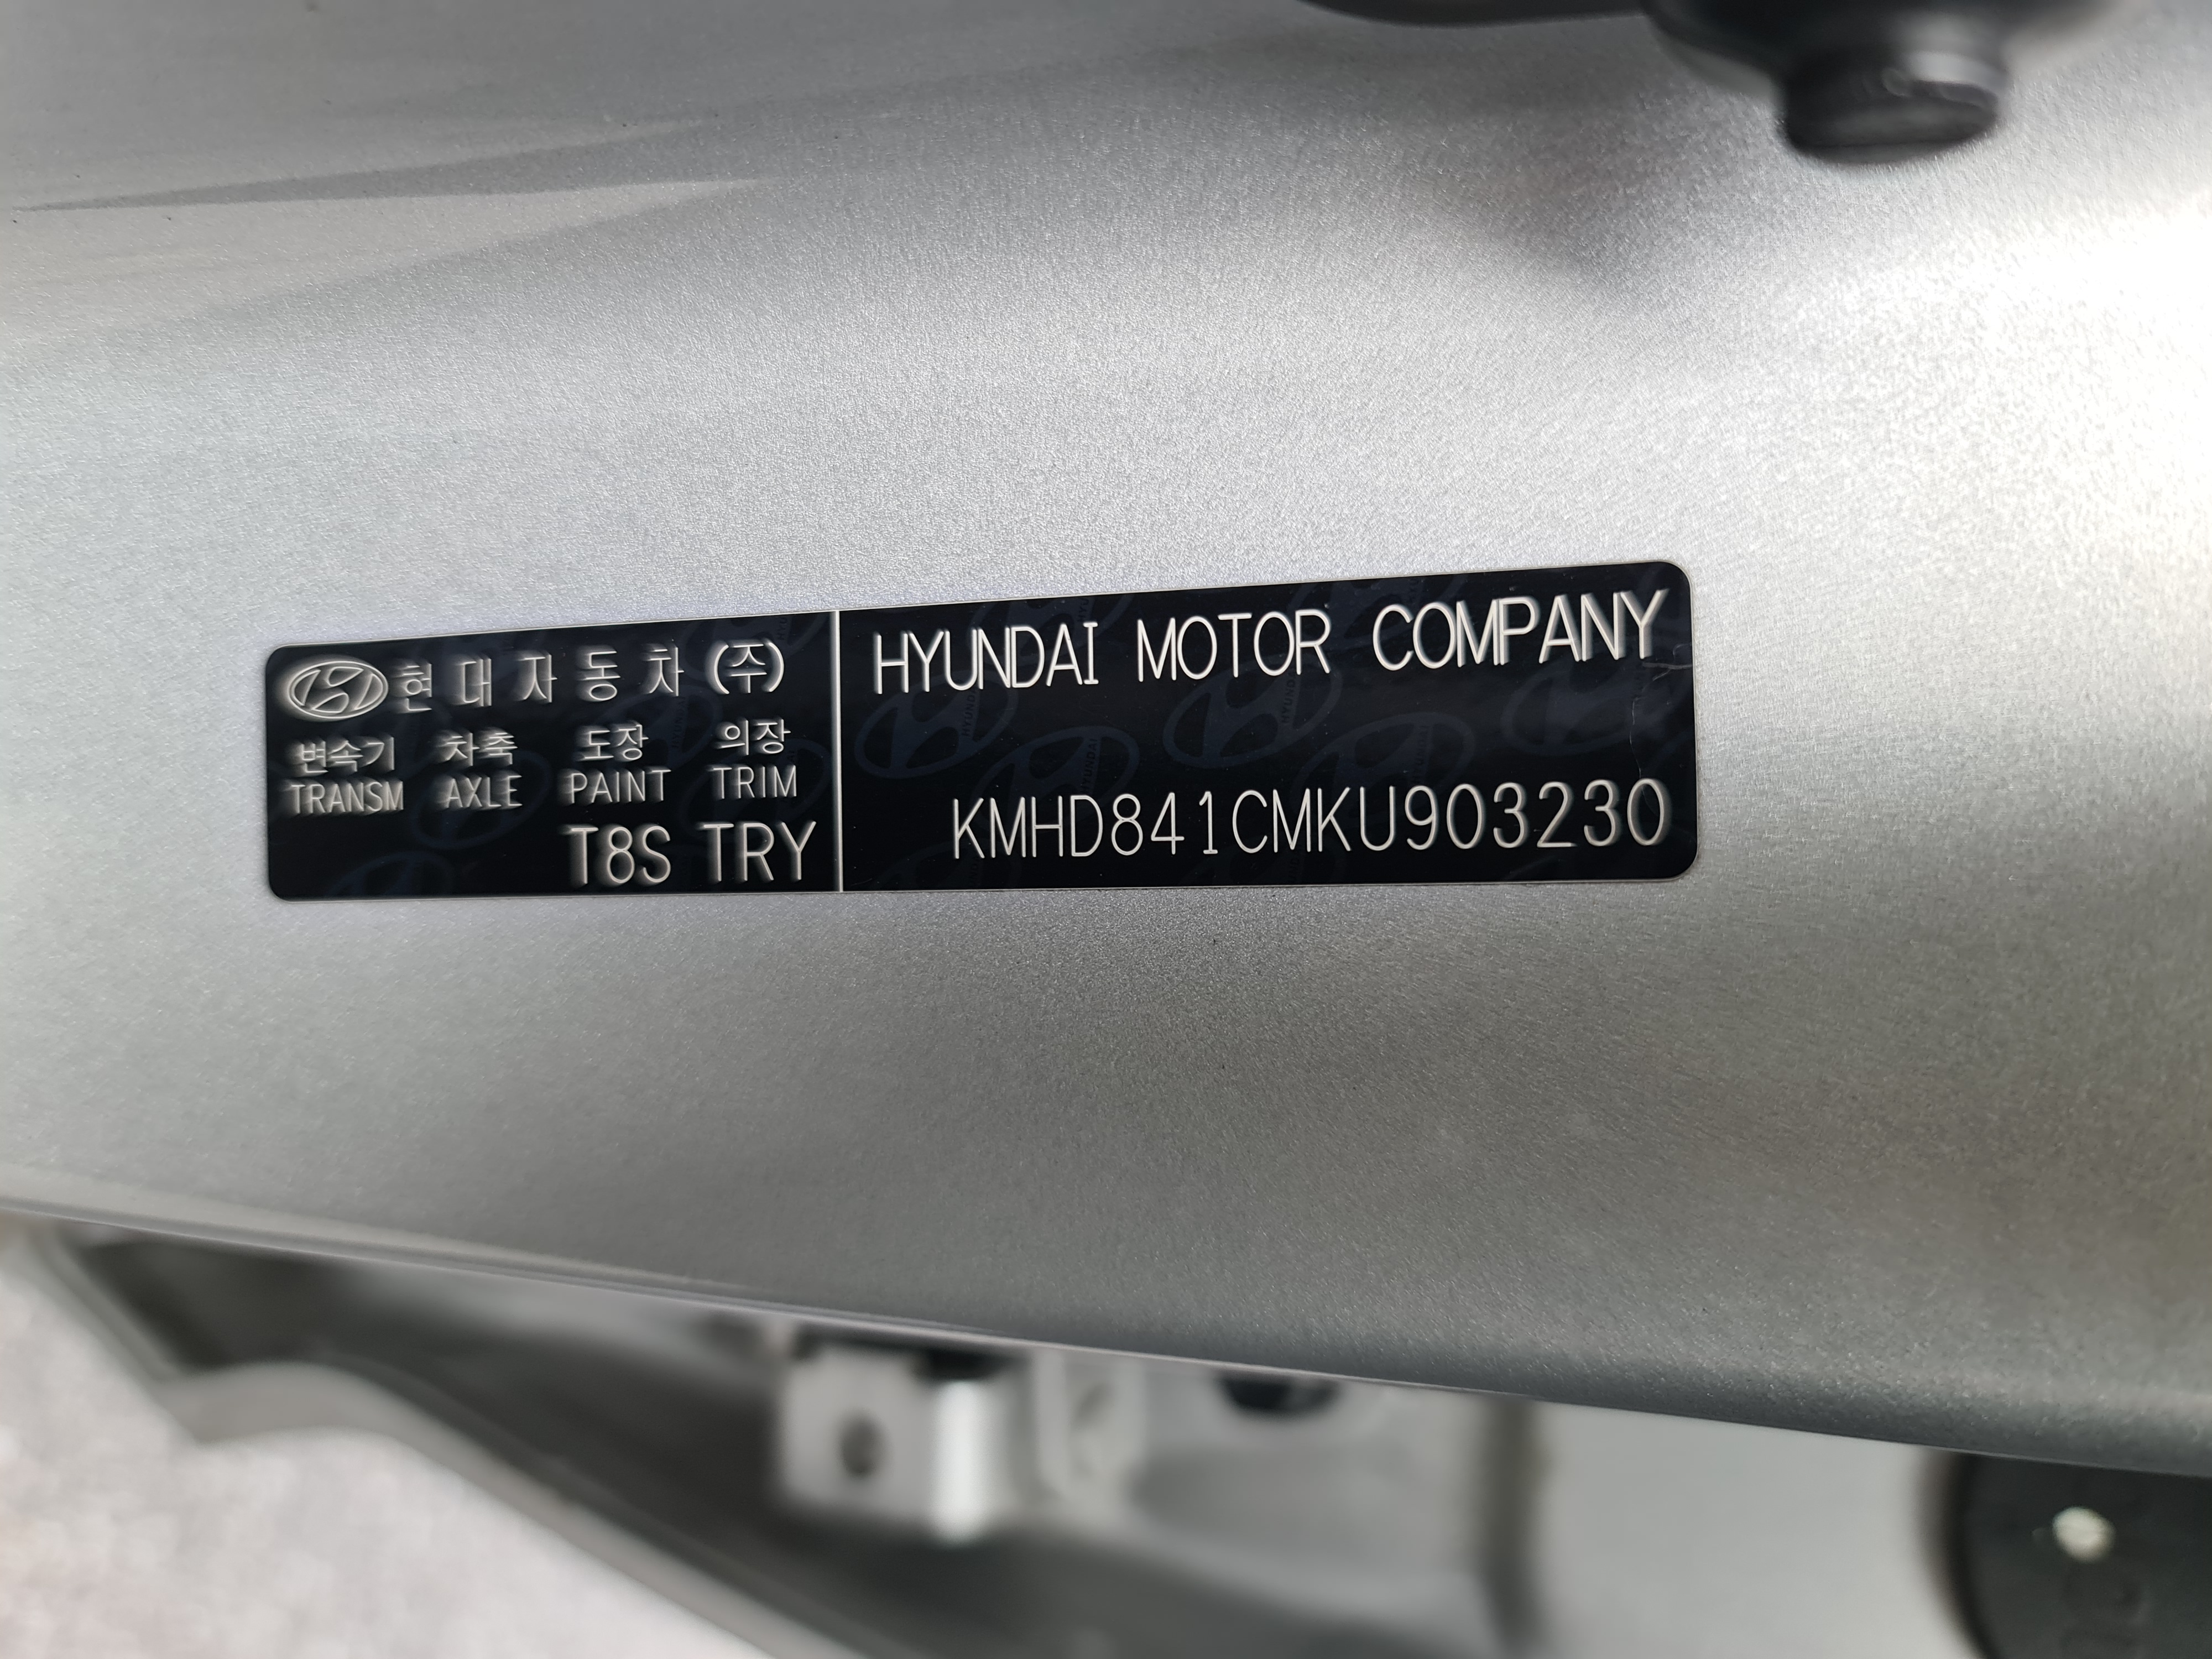 현대자동차(주)
변속기 차축 도장 의장
TRANSM AXLE PAINT TRIM
T8S TRY
HYUNDAI MOTOR COMPANY
KMHD841CMKU903230